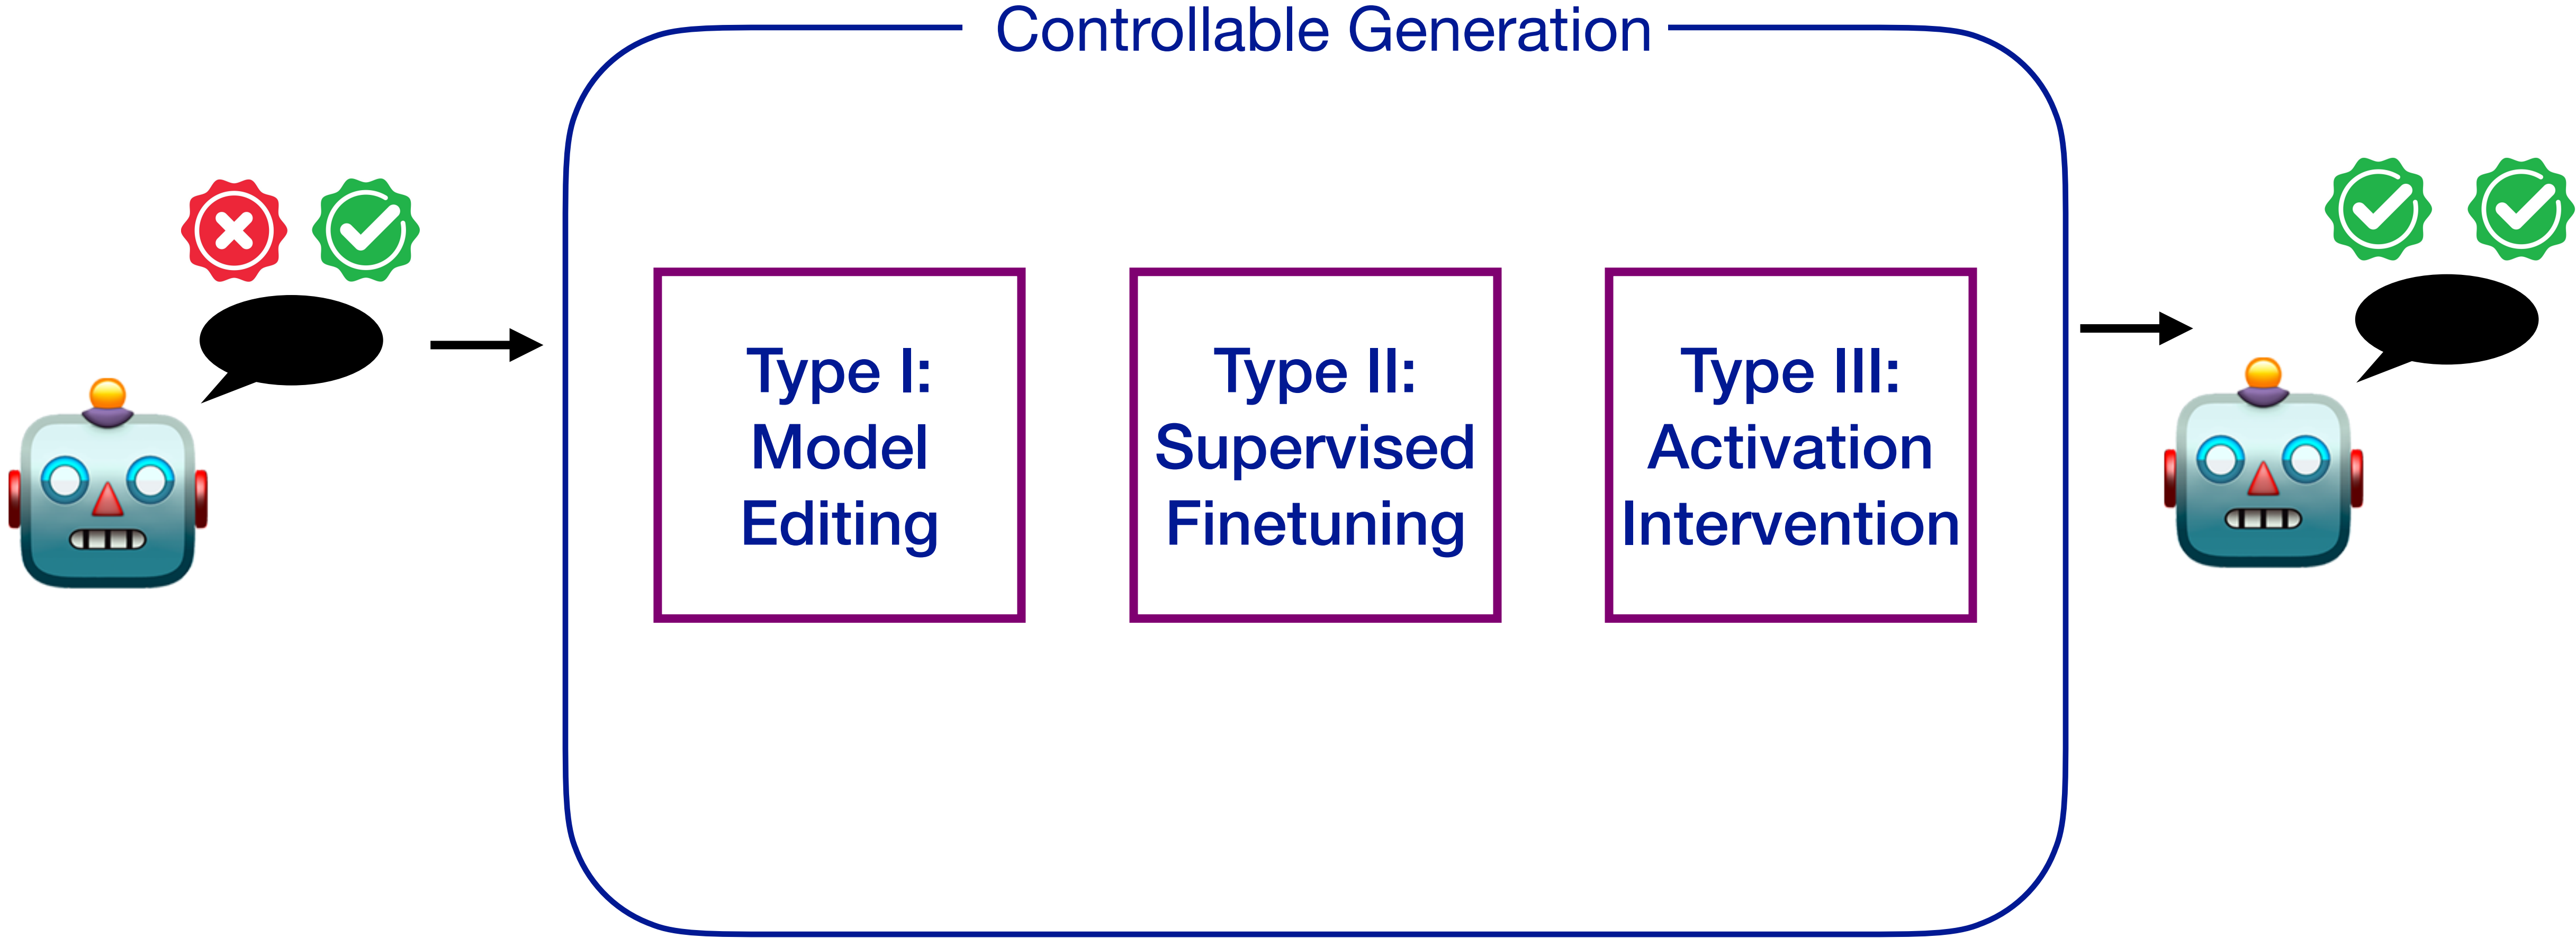 Controllable Generation
Type I:
Model
Editing
Type II:
Supervised
Finetuning
Type III:
Activation
Intervention